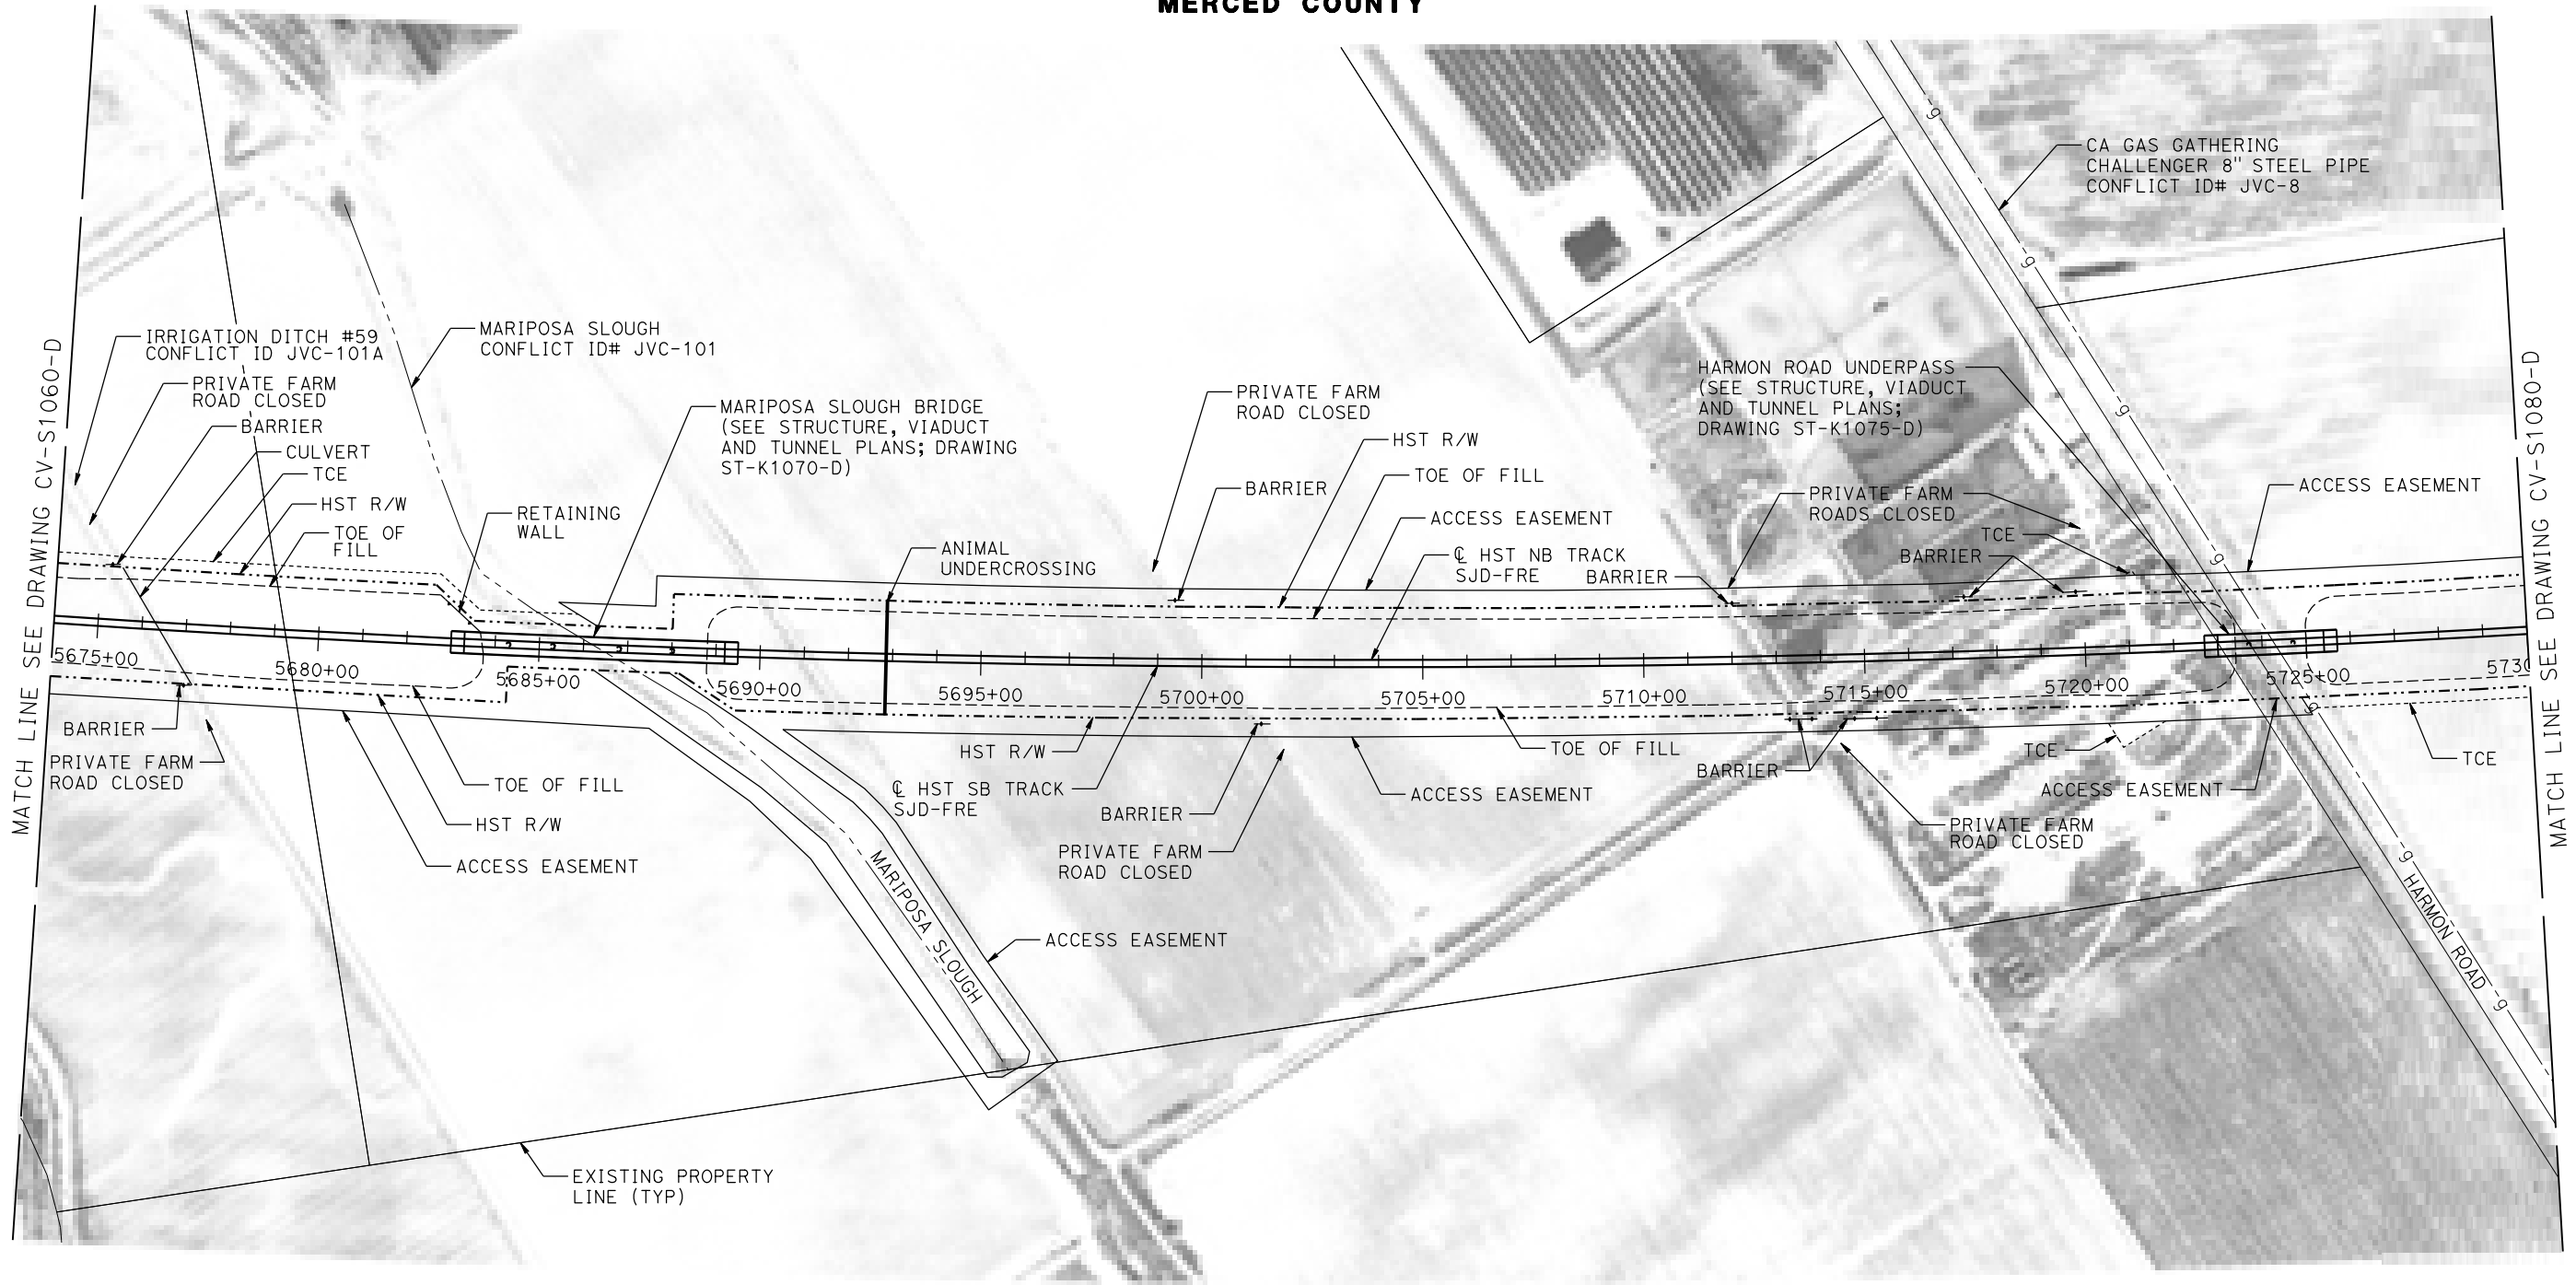 MERCED COUNTY
CA GAS GATHERING
CHALLENGER 8" STEEL PIPE
CONFLICT ID# JVC-8
MATCH LINE SEE DRAWING CV-S1060-D
IRRIGATION DITCH #59
CONFLICT ID JVC-101A
PRIVATE FARM
ROAD CLOSED
BARRIER
CULVERT
TCE
HST R/W
TOE OF
FILL
MARIPOSA SLOUGH
CONFLICT ID# JVC-101
MARIPOSA SLOUGH BRIDGE
(SEE STRUCTURE, VIADUCT
AND TUNNEL PLANS; DRAWING
ST-K1070-D)
RETAINING
WALL
ANIMAL
UNDERCROSSING
PRIVATE FARM
ROAD CLOSED
BARRIER
HST R/W
TOE OF FILL
ACCESS EASEMENT
℄ HST NB TRACK
SJD-FRE
BARRIER
HARMON ROAD UNDERPASS
(SEE STRUCTURE, VIADUCT
AND TUNNEL PLANS;
DRAWING ST-K1075-D)
PRIVATE FARM
ROADS CLOSED
TCE
BARRIER
ACCESS EASEMENT
MATCH LINE SEE DRAWING CV-S1080-D
g
g
g
g
g
g
g
5675+00
5680+00
5685+00
5690+00
5695+00
5700+00
5705+00
5710+00
5715+00
5720+00
5725+00
5730
BARRIER
PRIVATE FARM
ROAD CLOSED
TOE OF FILL
HST R/W
ACCESS EASEMENT
HST R/W
℄ HST SB TRACK
SJD-FRE
BARRIER
PRIVATE FARM
ROAD CLOSED
ACCESS EASEMENT
TOE OF FILL
BARRIER
TCE
ACCESS EASEMENT
PRIVATE FARM
ROAD CLOSED
TCE
MARIPOSA SLOUGH
ACCESS EASEMENT
HARMON ROAD
EXISTING PROPERTY
LINE (TYP)